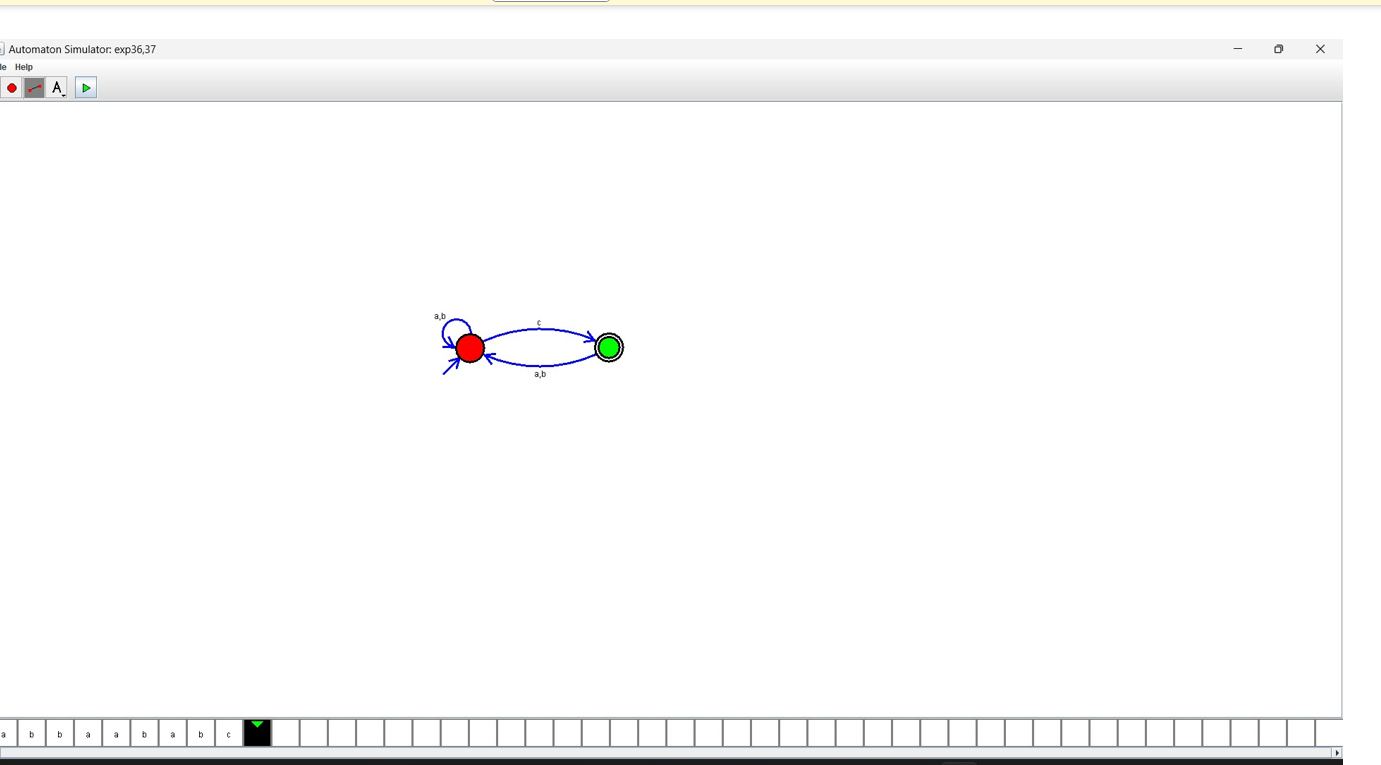 Automaton Simulator: exp36,37
le Help
A
a,b
c
a,b
a b b a a b a b c